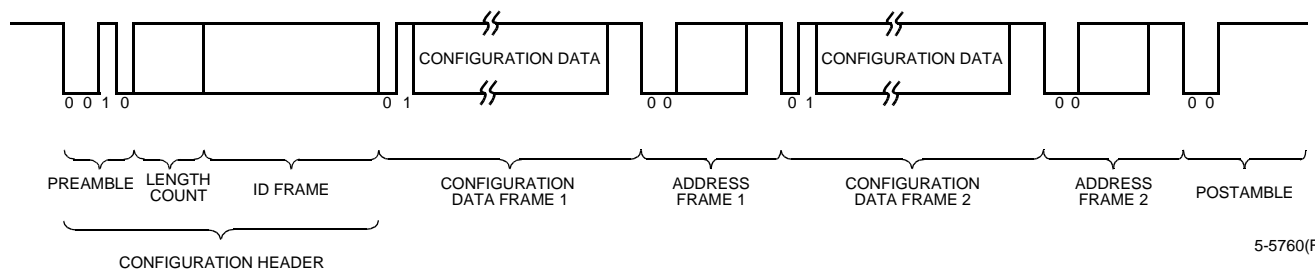 CONFIGURATION DATA CONFIGURATION DATA
0 0 1 0 0 1 0 0 0 1 0 0 0 0
PREAMBLE LENGTH COUNT ID FRAME CONFIGURATION DATA FRAME 1 ADDRESS FRAME 1 CONFIGURATION DATA FRAME 2 ADDRESS FRAME 2 POSTAMBLE
CONFIGURATION HEADER
5-5760(F